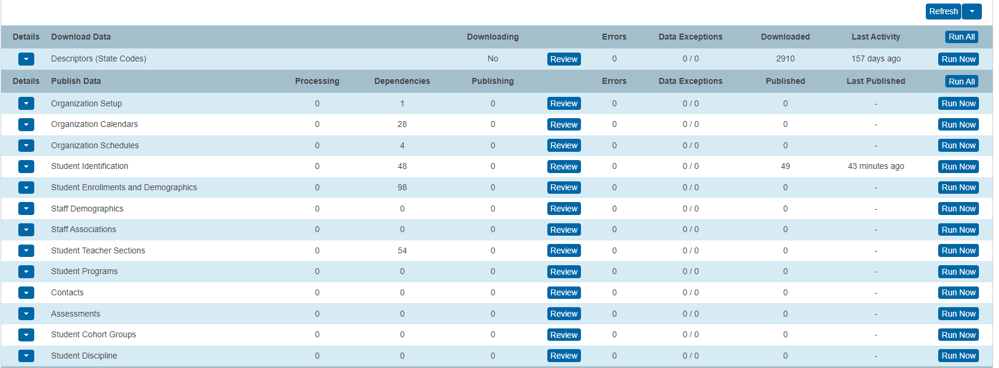 Refresh
Details Download Data Downloading Errors Data Exceptions Downloaded Last Activity Run All
Descriptors (State Codes) No Review 0 0 / 0 2910 157 days ago Run Now
Details Publish Data Processing Dependencies Publishing Errors Data Exceptions Published Last Published Run All
Organization Setup 0 1 0 Review 0 0 / 0 0 - Run Now
Organization Calendars 0 28 0 Review 0 0 / 0 0 - Run Now
Organization Schedules 0 4 0 Review 0 0 / 0 0 - Run Now
Student Identification 0 48 0 Review 0 0 / 0 49 43 minutes ago Run Now
Student Enrollments and Demographics 0 98 0 Review 0 0 / 0 0 - Run Now
Staff Demographics 0 0 0 Review 0 0 / 0 0 - Run Now
Staff Associations 0 0 0 Review 0 0 / 0 0 - Run Now
Student Teacher Sections 0 54 0 Review 0 0 / 0 0 - Run Now
Student Programs 0 0 0 Review 0 0 / 0 0 - Run Now
Contacts 0 0 0 Review 0 0 / 0 0 - Run Now
Assessments 0 0 0 Review 0 0 / 0 0 - Run Now
Student Cohort Groups 0 0 0 Review 0 0 / 0 0 - Run Now
Student Discipline 0 0 0 Review 0 0 / 0 0 - Run Now